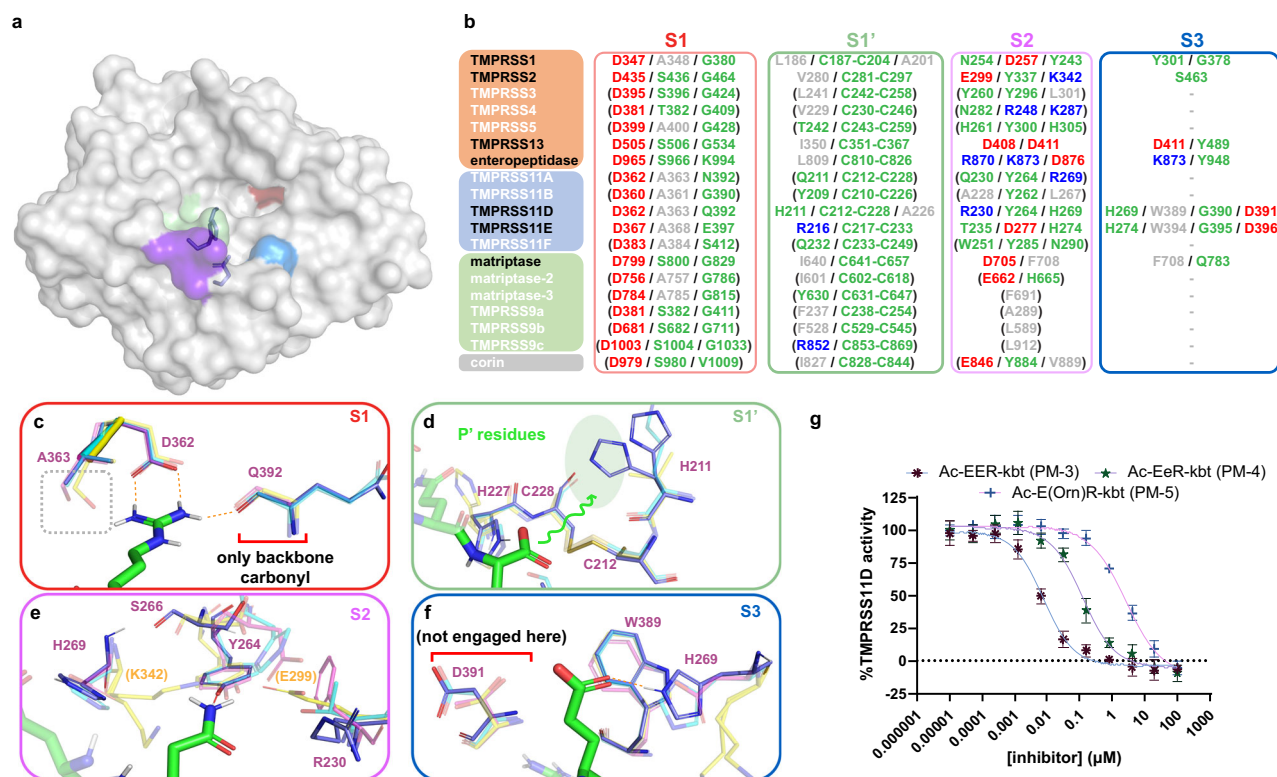 a
b
S1 S1’ S2 S3
TMPRSS1 D347 / A348 / G380 L186 / C187-C204 / A201 N254 / D257 / Y243 Y301 / G378
TMPRSS2 D435 / S436 / G464 V280 / C281-C297 E299 / Y337 / K342 S463
TMPRSS3 (D395 / S396 / G424) (L241 / C242-C258) (Y260 / Y296 / L301) -
TMPRSS4 (D381 / T382 / G409) (V229 / C230-C246) (N282 / R248 / K287) -
TMPRSS5 (D399 / A400 / G428) (T242 / C243-C259) (H261 / Y300 / H305) -
TMPRSS13 D505 / S506 / G534 I350 / C351-C367 D408 / D411 D411 / Y489
enteropeptidase D965 / S966 / K994 L809 / C810-C826 R870 / K873 / D876 K873 / Y948
TMPRSS11A (D362 / A363 / N392) (Q211 / C212-C228) (Q230 / Y264 / R269) -
TMPRSS11B (D360 / A361 / G390) (Y209 / C210-C226) (A228 / Y262 / L267) -
TMPRSS11D D362 / A363 / Q392 H211 / C212-C228 / A226 R230 / Y264 / H269 H269 / W389 / G390 / D391
TMPRSS11E D367 / A368 / E397 R216 / C217-C233 T235 / D277 / H274 H274 / W394 / G395 / D396
TMPRSS11F (D383 / A384 / S412) (Q232 / C233-C249) (W251 / Y285 / N290) -
matriptase D799 / S800 / G829 I640 / C641-C657 D705 / F708 F708 / Q783
matriptase-2 (D756 / A757 / G786) (I601 / C602-C618) (E662 / H665) -
matriptase-3 (D784 / A785 / G815) (Y630 / C631-C647) (F691) -
TMPRSS9a (D381 / S382 / G411) (F237 / C238-C254) (A289) -
TMPRSS9b (D681 / S682 / G711) (F528 / C529-C545) (L589) -
TMPRSS9c (D1003 / S1004 / G1033) (R852 / C853-C869) (L912) -
corin (D979 / S980 / V1009) (I827 / C828-C844) (E846 / Y884 / V889) -
c S1
A363 D362
Q392
only backbone
carbonyl
d S1’
P’ residues
H211
H227 C228
C212
e S2
S266
H269
Y264
(K342)
(E299)
R230
f S3
(not engaged here)
W389
D391
H269
g
Ac-EER-kbt (PM-3) Ac-EeR-kbt (PM-4)
Ac-E(Orn)R-kbt (PM-5)
%TMPRSS11D activity
125
100
75
50
25
0
-25
0.00001 0.0001 0.001 0.01 0.1 1 10 100 1000
[inhibitor] (µM)